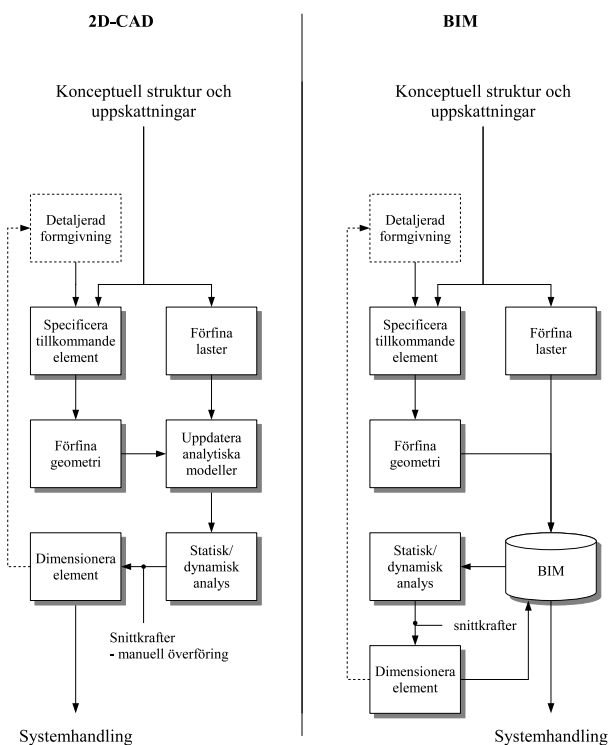 2D-CAD
Konceptuell struktur och
uppskattningar
Detaljerad
formgivning
Specificera
tillkommande
element
Förfina
laster
Förfina
geometri
Uppdatera
analytiska
modeller
Dimensionera
element
Statisk/
dynamisk
analys
Snittkrafter
- manuell överföring
Systemhandling
BIM
Konceptuell struktur och
uppskattningar
Detaljerad
formgivning
Specificera
tillkommande
element
Förfina
laster
Förfina
geometri
Statisk/
dynamisk
analys
BIM
snittkrafter
Dimensionera
element
Systemhandling